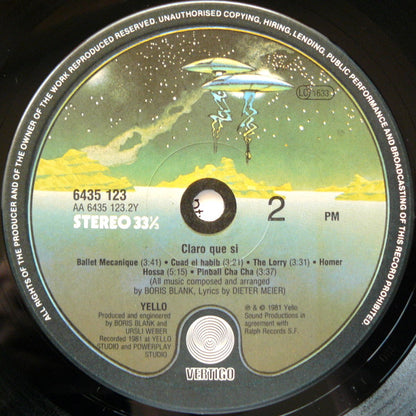 ALL RIGHTS OF THE PRODUCER AND OF THE OWNER OF THE WORK REPRODUCED RESERVED. UNAUTHORISED COPYING, HIRING, LENDING, PUBLIC PERFORMANCE AND BROADCASTING OF THIS RECORD PROHIBITED.
LC 1633
6435 123
AA 6435 123.2Y
STEREO 33⅓
2
PM
Claro que si
Ballet Mecanique (3:41) • Cuad el habib (3:21) • The Lorry (3:31) • Homer
Hossa (5:15) • Pinball Cha Cha (3:37)
(All music composed and arranged
by BORIS BLANK, Lyrics by DIETER MEIER)
YELLO
Produced and engineered
by BORIS BLANK and
URSLI WEBER
Recorded 1981 at YELLO
STUDIO and POWERPLAY
STUDIO
℗ & © 1981 Yello
Sound Productions in
agreement with
Ralph Records S.F.
VERTIGO